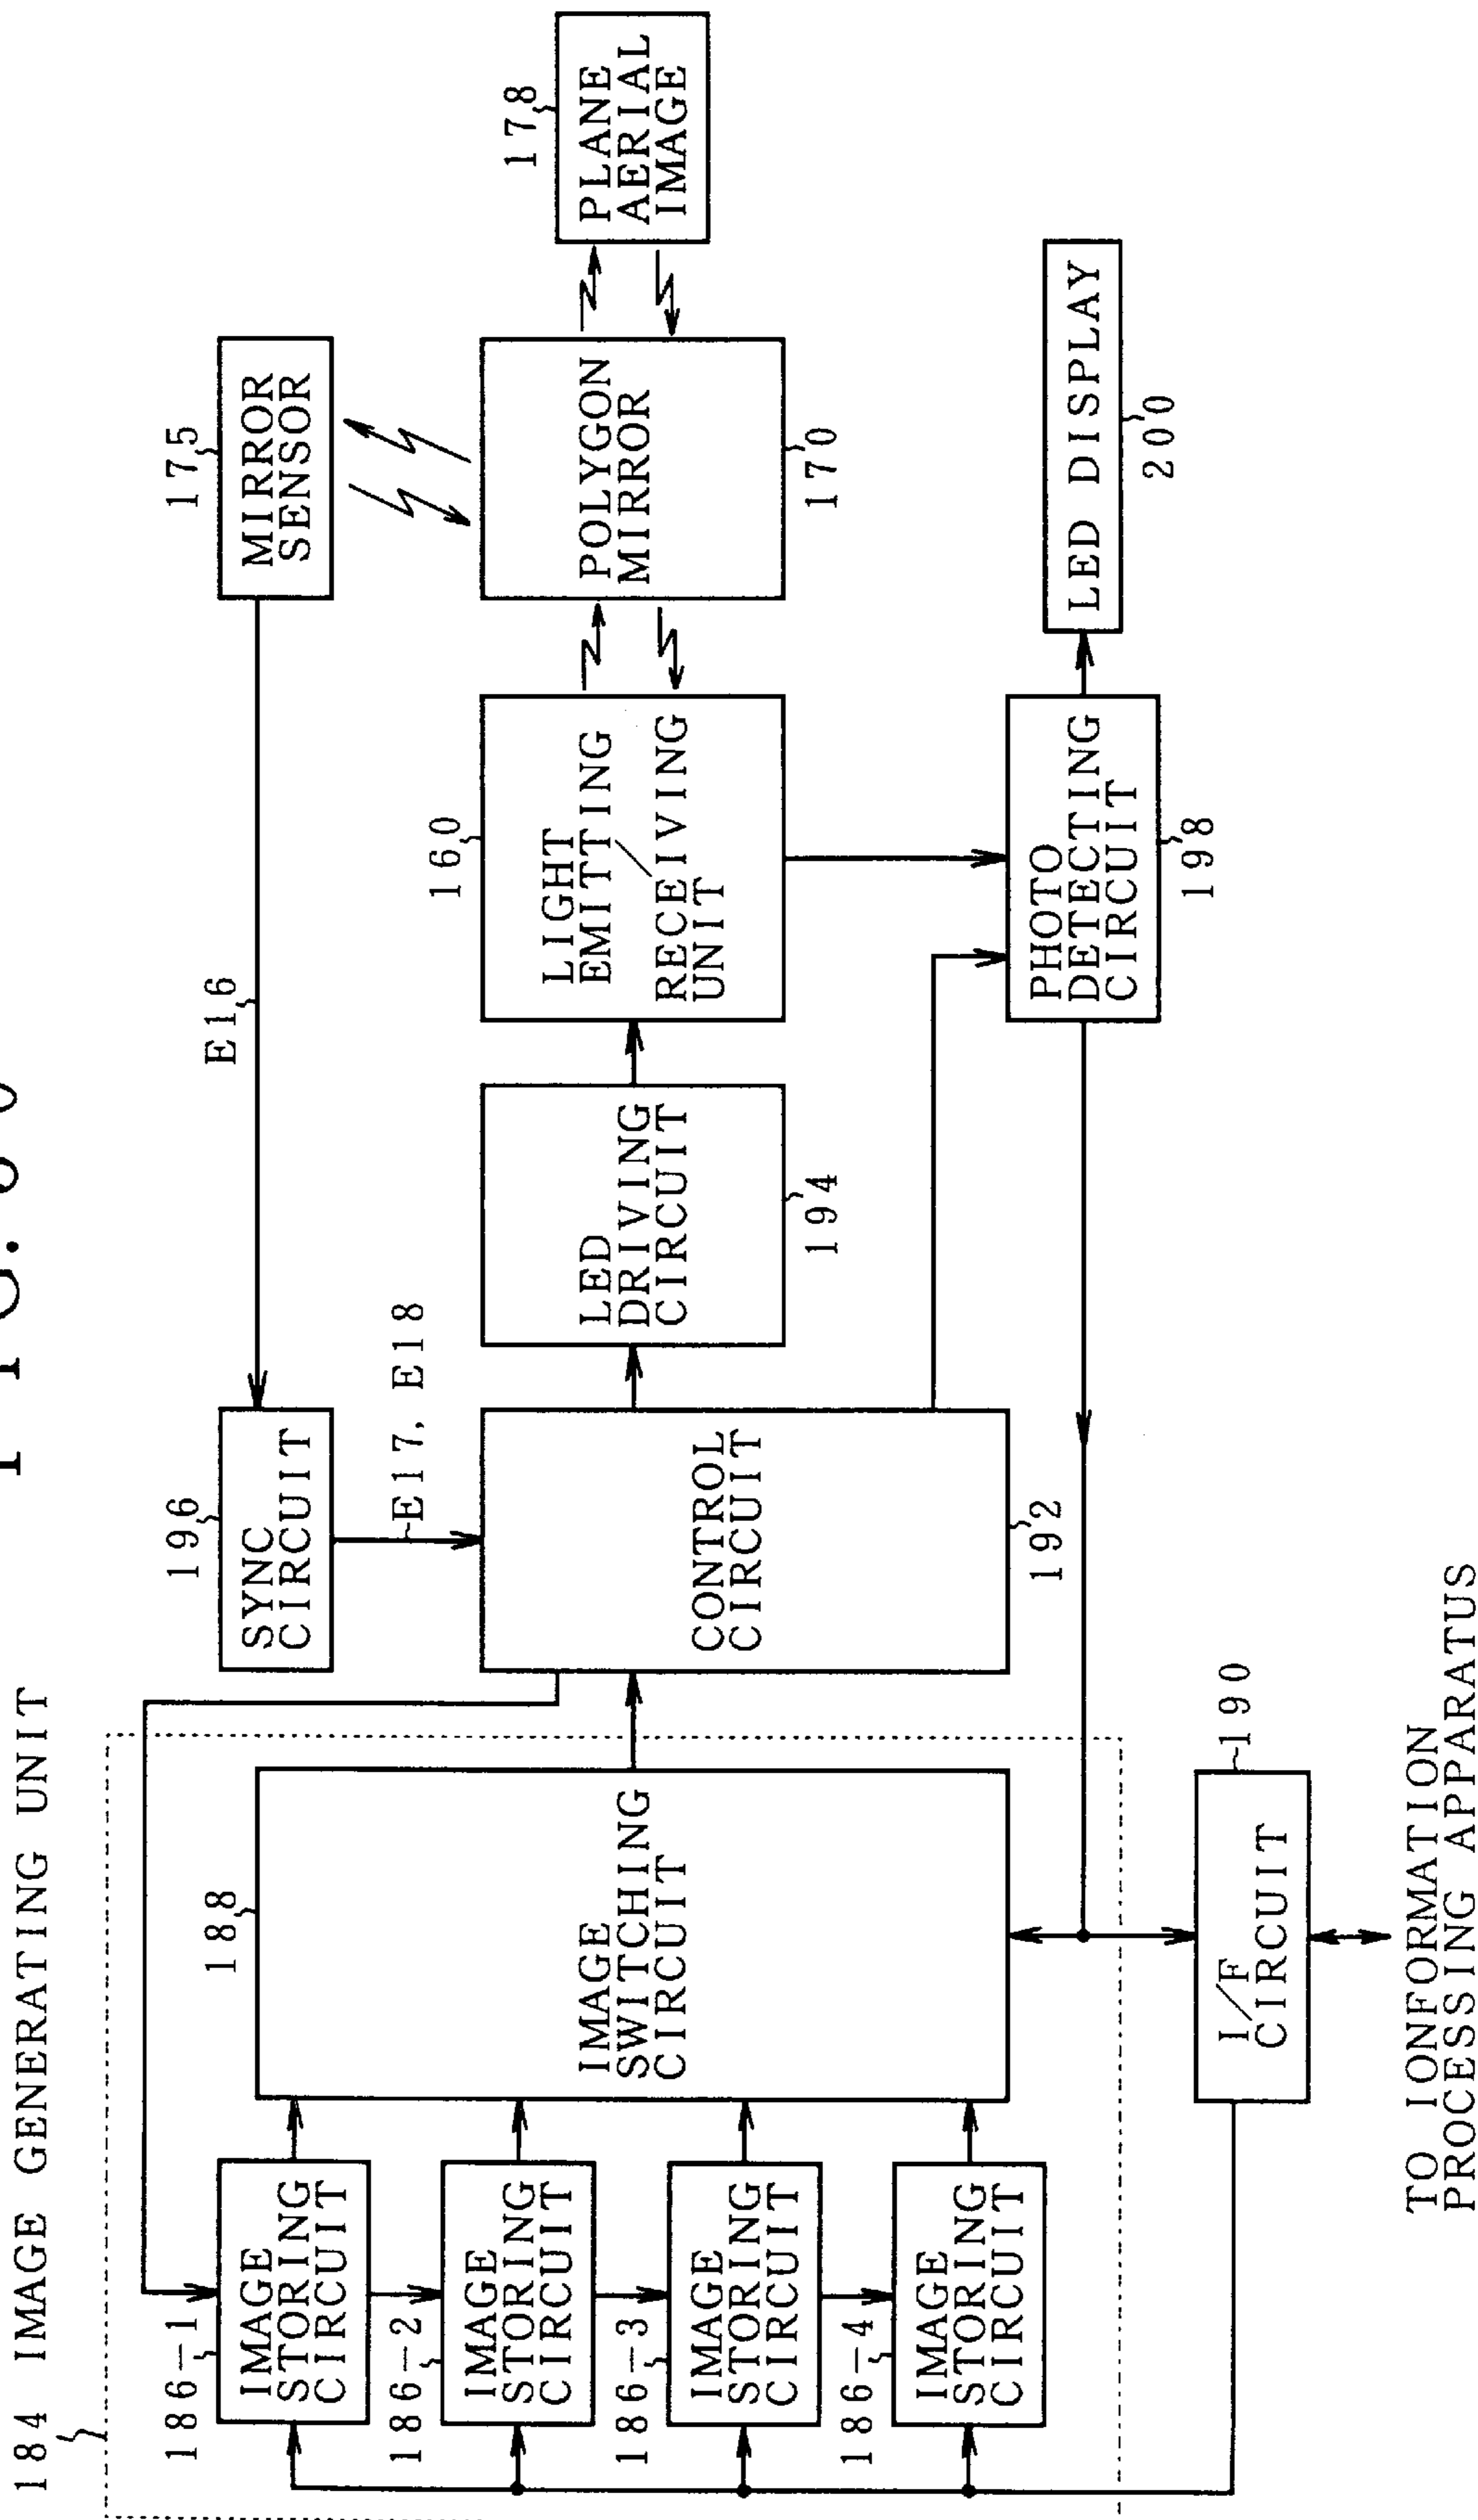 184 IMAGE GENERATING UNIT
186-1
IMAGE
STORING
CIRCUIT
186-2
IMAGE
STORING
CIRCUIT
186-3
IMAGE
STORING
CIRCUIT
186-4
IMAGE
STORING
CIRCUIT
188
IMAGE
SWITCHING
CIRCUIT
I/F
CIRCUIT
190
TO IONFORMATION
PROCESSING APPARATUS
196
SYNC
CIRCUIT
E17, E18
CONTROL
CIRCUIT
192
E16
LED
DRIVING
CIRCUIT
194
160
LIGHT
EMITTING
/
RECEIVING
UNIT
PHOTO
DETECTING
CIRCUIT
198
175
MIRROR
SENSOR
POLYGON
MIRROR
170
LED DISPLAY
200
178
PLANE
AERIAL
IMAGE